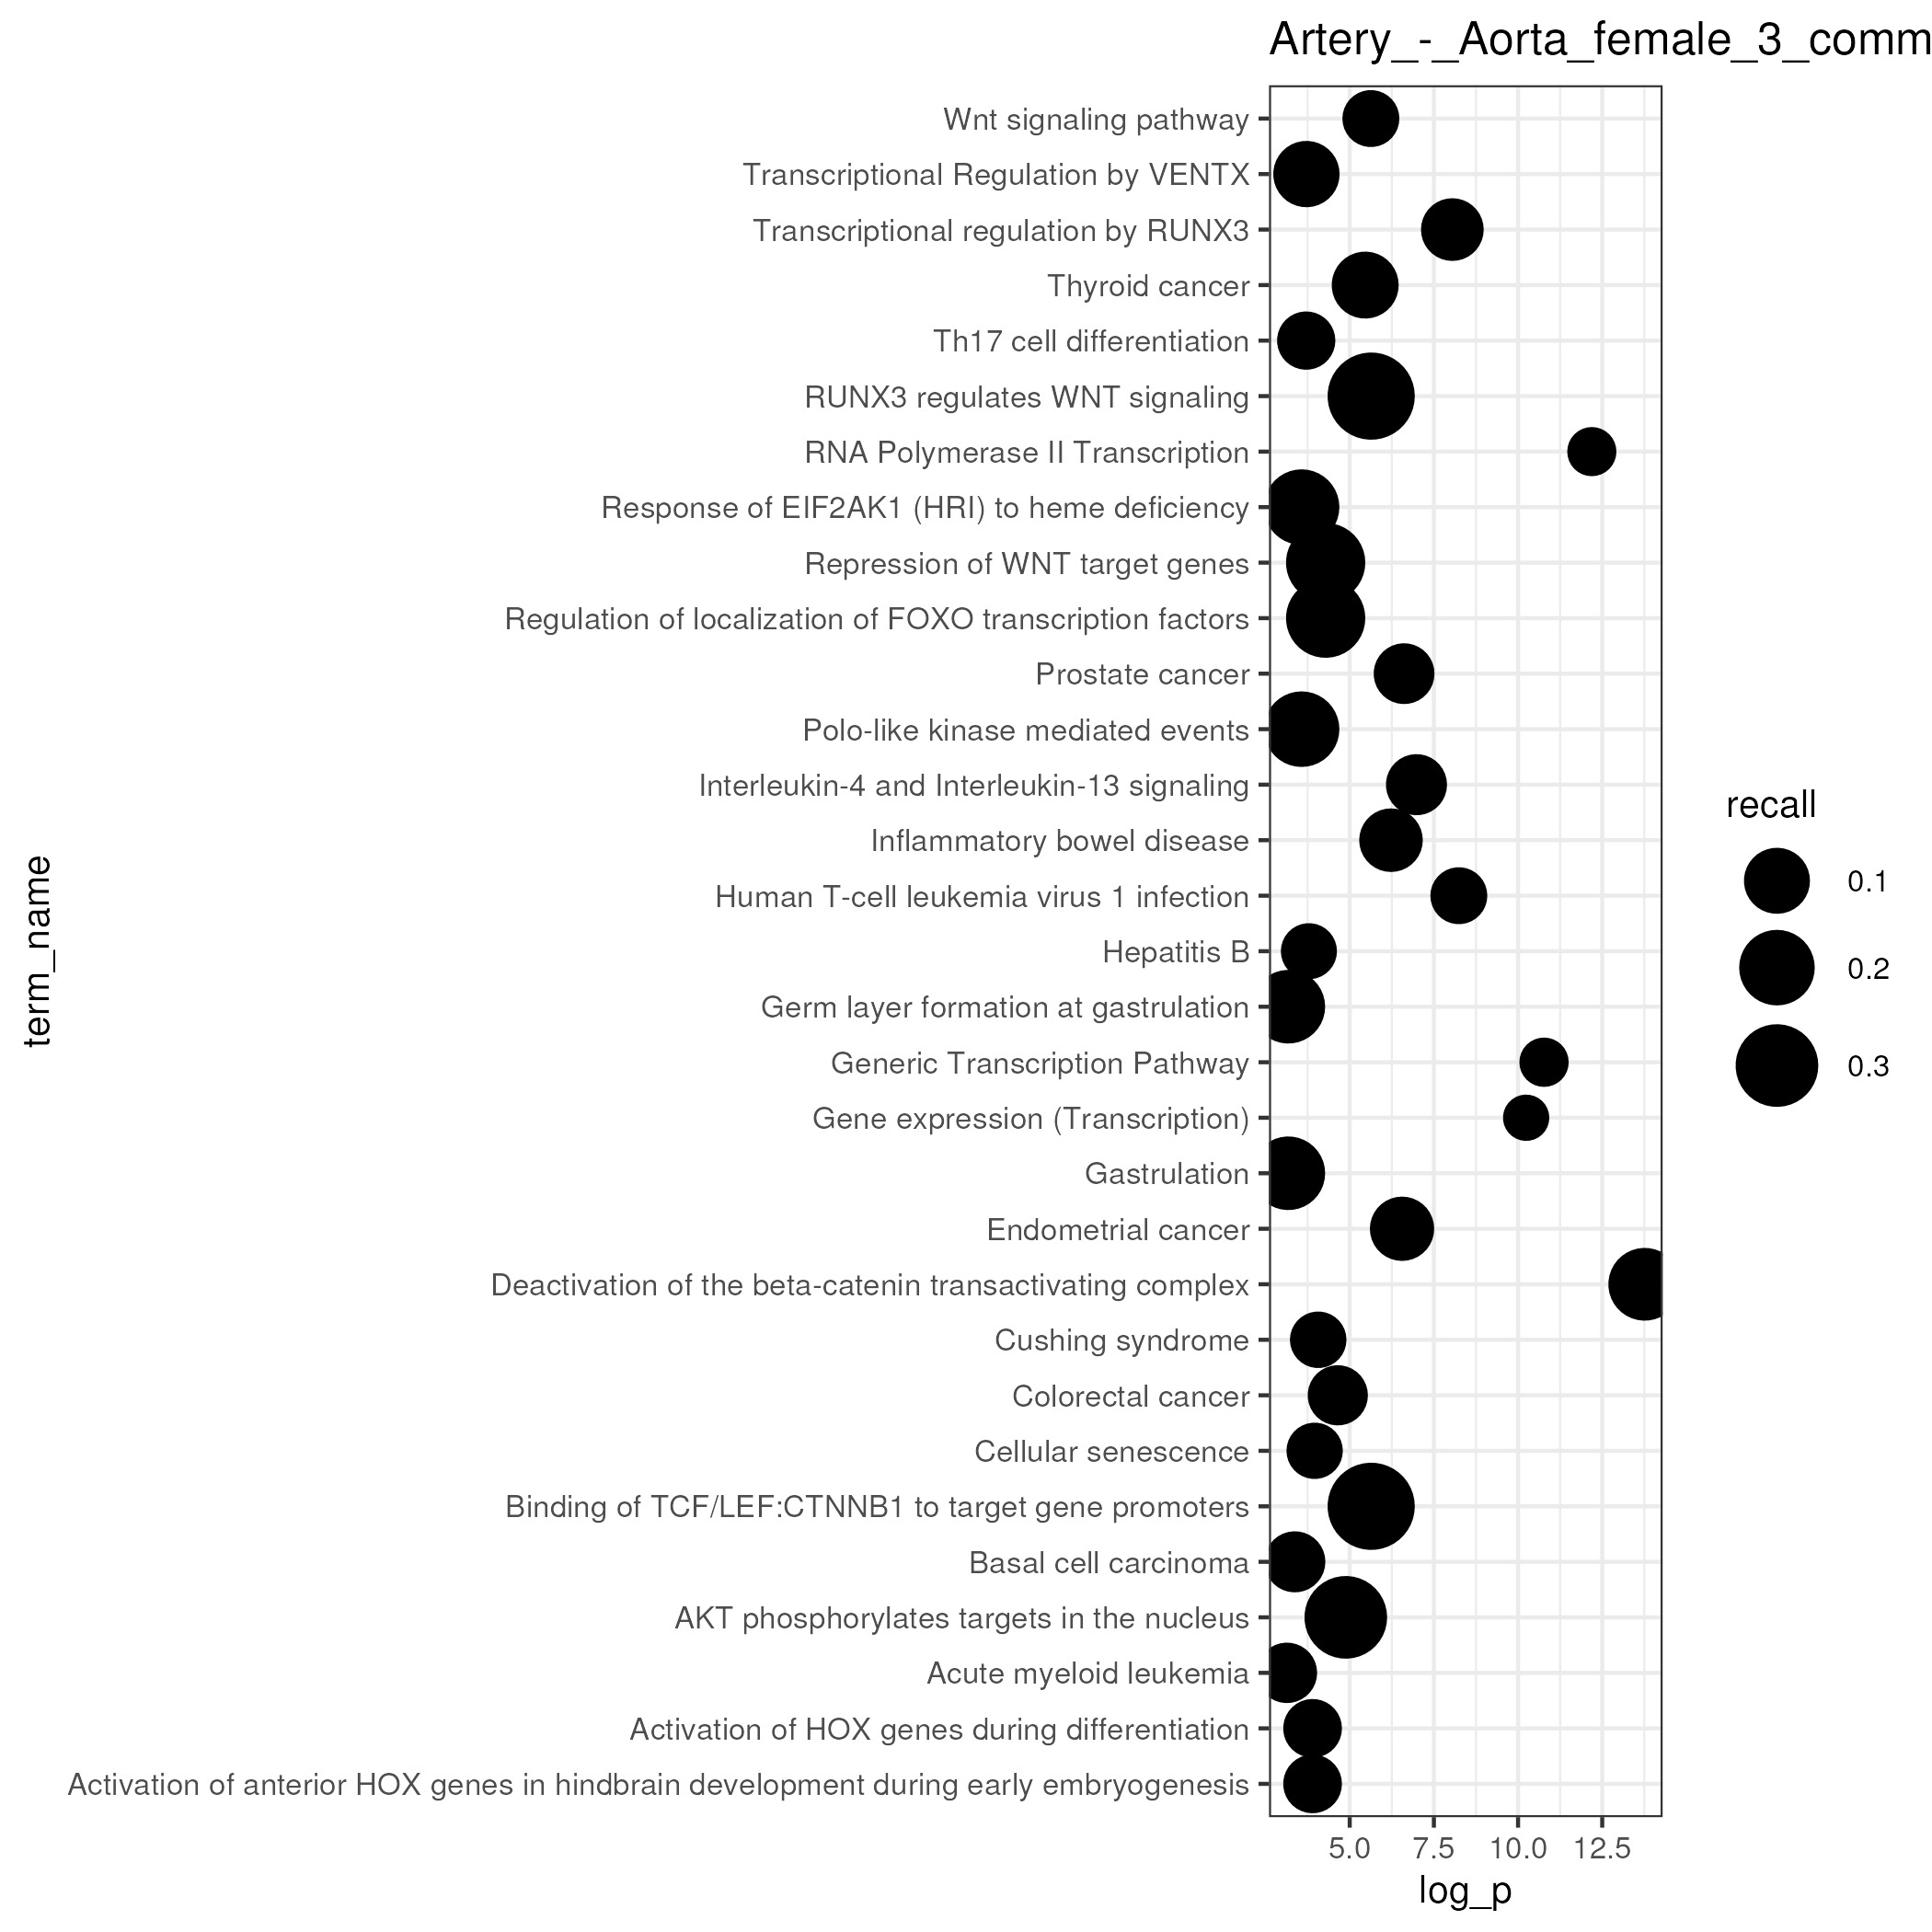 Artery_-_Aorta_female_3_comm
Wnt signaling pathway
Transcriptional Regulation by VENTX
Transcriptional regulation by RUNX3
Thyroid cancer
Th17 cell differentiation
RUNX3 regulates WNT signaling
RNA Polymerase II Transcription
Response of EIF2AK1 (HRI) to heme deficiency
Repression of WNT target genes
Regulation of localization of FOXO transcription factors
Prostate cancer
Polo-like kinase mediated events
Interleukin-4 and Interleukin-13 signaling
Inflammatory bowel disease
Human T-cell leukemia virus 1 infection
Hepatitis B
Germ layer formation at gastrulation
Generic Transcription Pathway
Gene expression (Transcription)
Gastrulation
Endometrial cancer
Deactivation of the beta-catenin transactivating complex
Cushing syndrome
Colorectal cancer
Cellular senescence
Binding of TCF/LEF:CTNNB1 to target gene promoters
Basal cell carcinoma
AKT phosphorylates targets in the nucleus
Acute myeloid leukemia
Activation of HOX genes during differentiation
Activation of anterior HOX genes in hindbrain development during early embryogenesis
term_name
5.0 7.5 10.0 12.5
log_p
recall
0.1
0.2
0.3